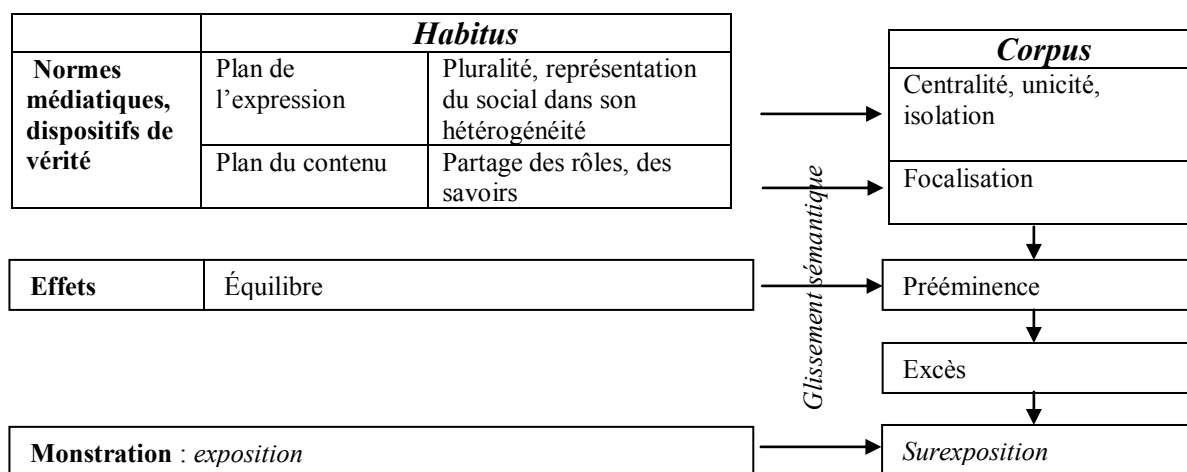 Habitus
Corpus
Normes
médiatiques,
dispositifs de
vérité
Plan de
l’expression
Pluralité, représentation
du social dans son
hétérogénéité
Centralité, unicité,
isolation
Plan du contenu
Partage des rôles, des
savoirs
Focalisation
Glissement sémantique
Effets
Équilibre
Prééminence
Excès
Monstration : exposition
Surexposition